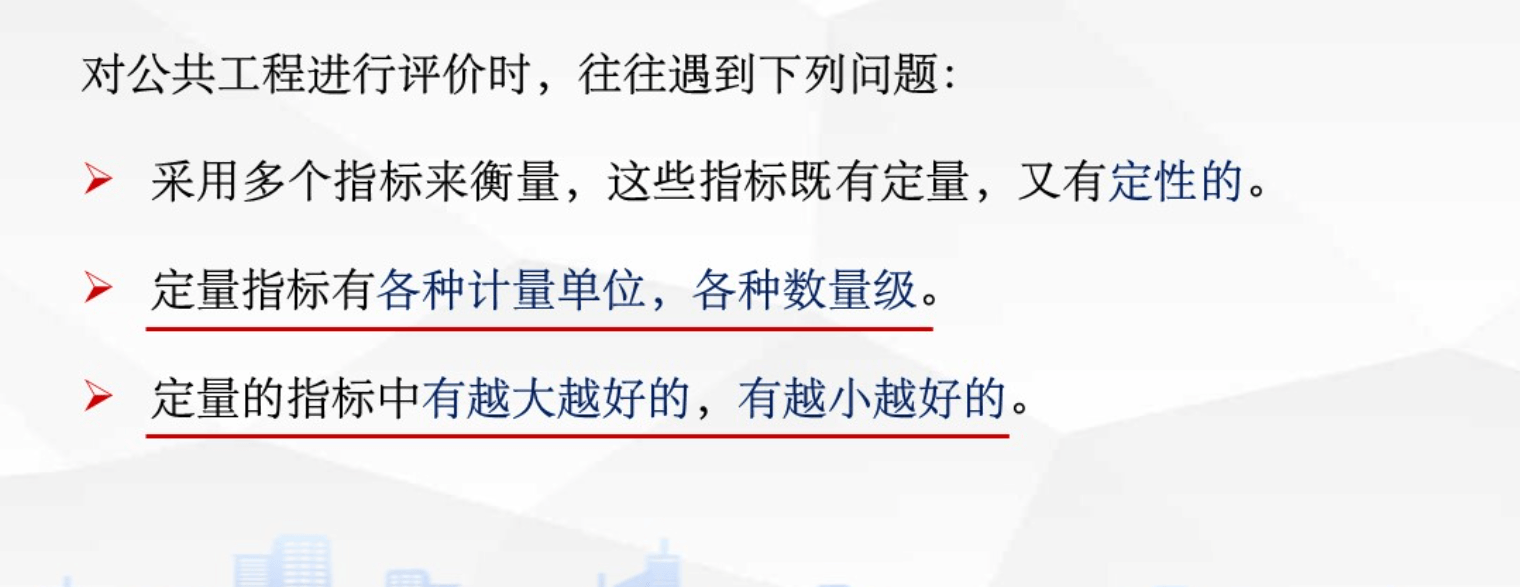 对公共工程进行评价时，往往遇到下列问题：
采用多个指标来衡量，这些指标既有定量，又有定性的。
定量指标有各种计量单位，各种数量级。
定量的指标中有越大越好的，有越小越好的。